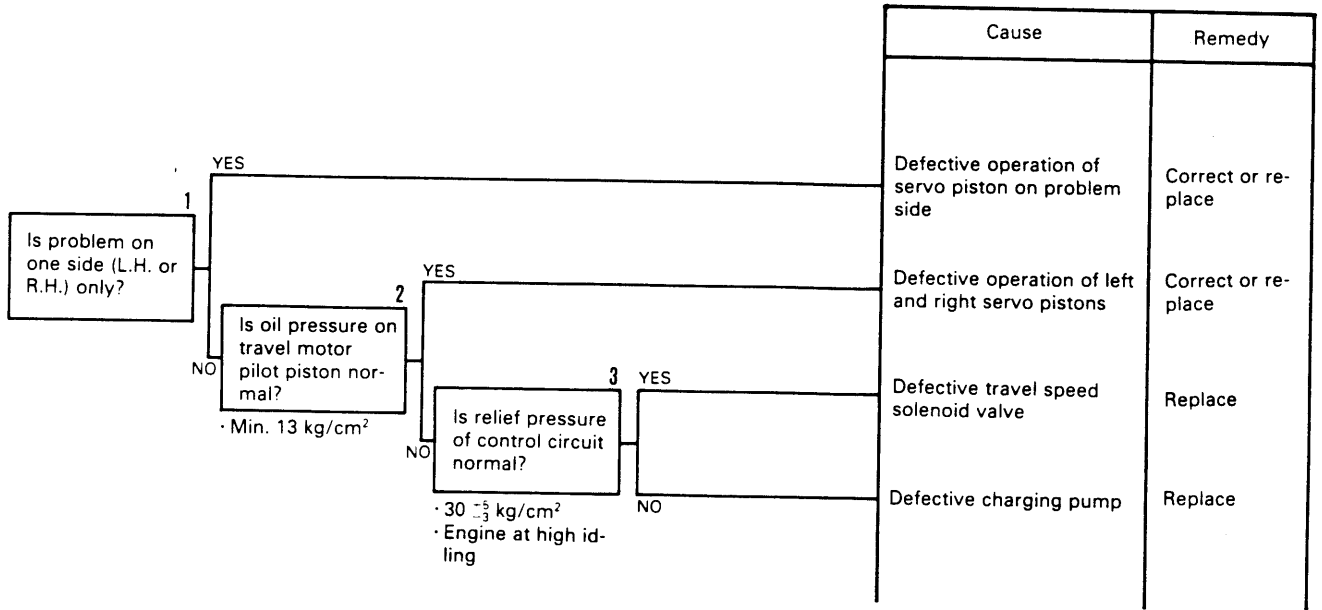 Cause
Remedy
YES
Defective operation of
servo piston on problem
side
Correct or re-
place
1
Is problem on
one side (L.H. or
R.H.) only?
YES
Defective operation of left
and right servo pistons
Correct or re-
place
2
Is oil pressure on
travel motor
pilot piston nor-
mal?
NO
· Min. 13 kg/cm²
3
YES
Defective travel speed
solenoid valve
Replace
Is relief pressure
of control circuit
normal?
NO
NO
Defective charging pump
Replace
· 30 kg/cm²
· Engine at high id-
ling